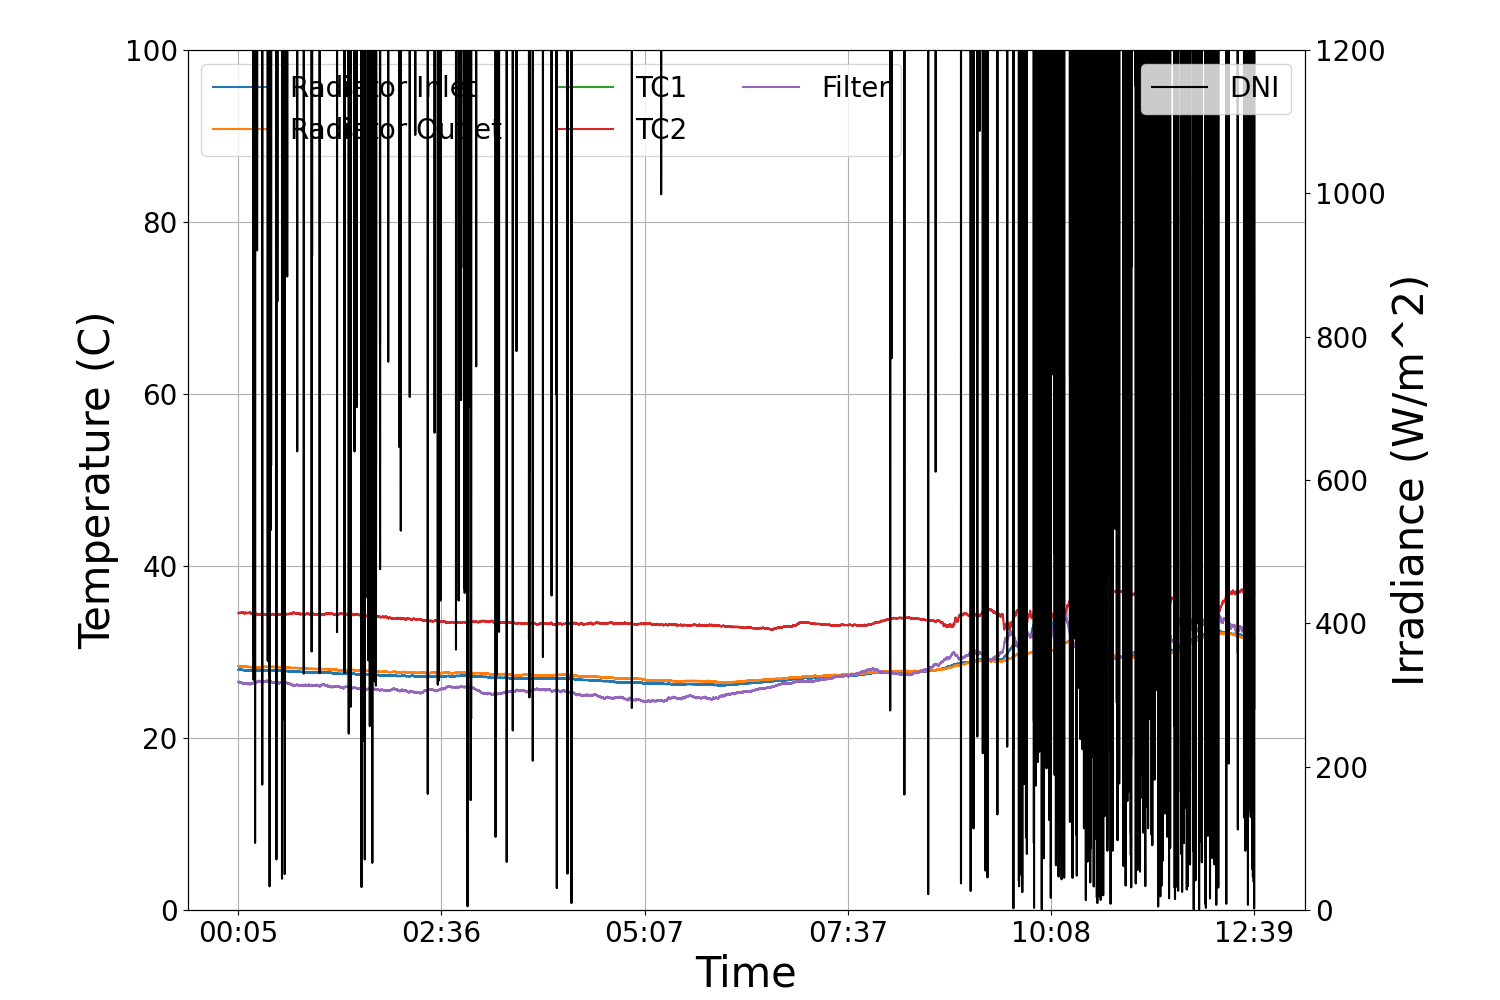 100
80
60
40
20
0
Temperature (C)
Radiator Inlet
Radiator Outlet
TC1
TC2
Filter
DNI
1200
1000
800
600
400
200
0
Irradiance (W/m^2)
00:05 02:36 05:07 07:37 10:08 12:39
Time